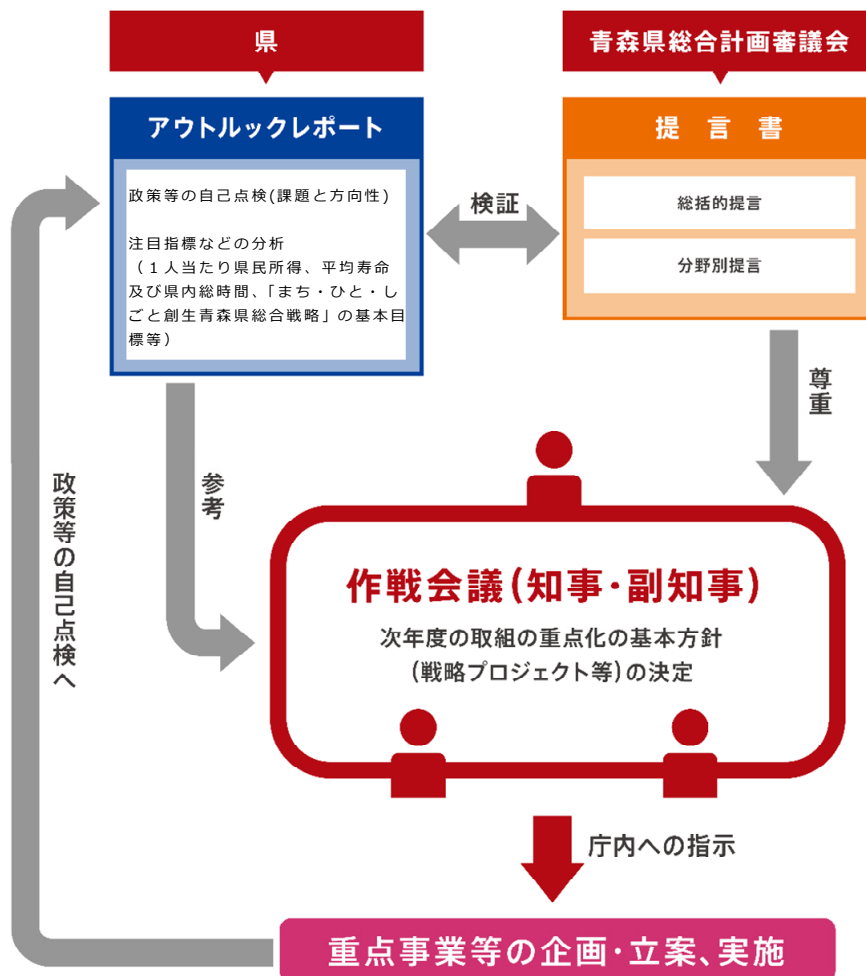 県
青森県総合計画審議会
アウトルックレポート
政策等の自己点検(課題と方向性)
注目指標などの分析
（１人当たり県民所得、平均寿命
及び県内総時間、「まち・ひと・し
ごと創生青森県総合戦略」の基本目
標等）
検証
提言書
総括的提言
分野別提言
尊重
参考
政策等の自己点検へ
作戦会議(知事･副知事)
次年度の取組の重点化の基本方針
(戦略プロジェクト等)の決定
庁内への指示
重点事業等の企画･立案、実施